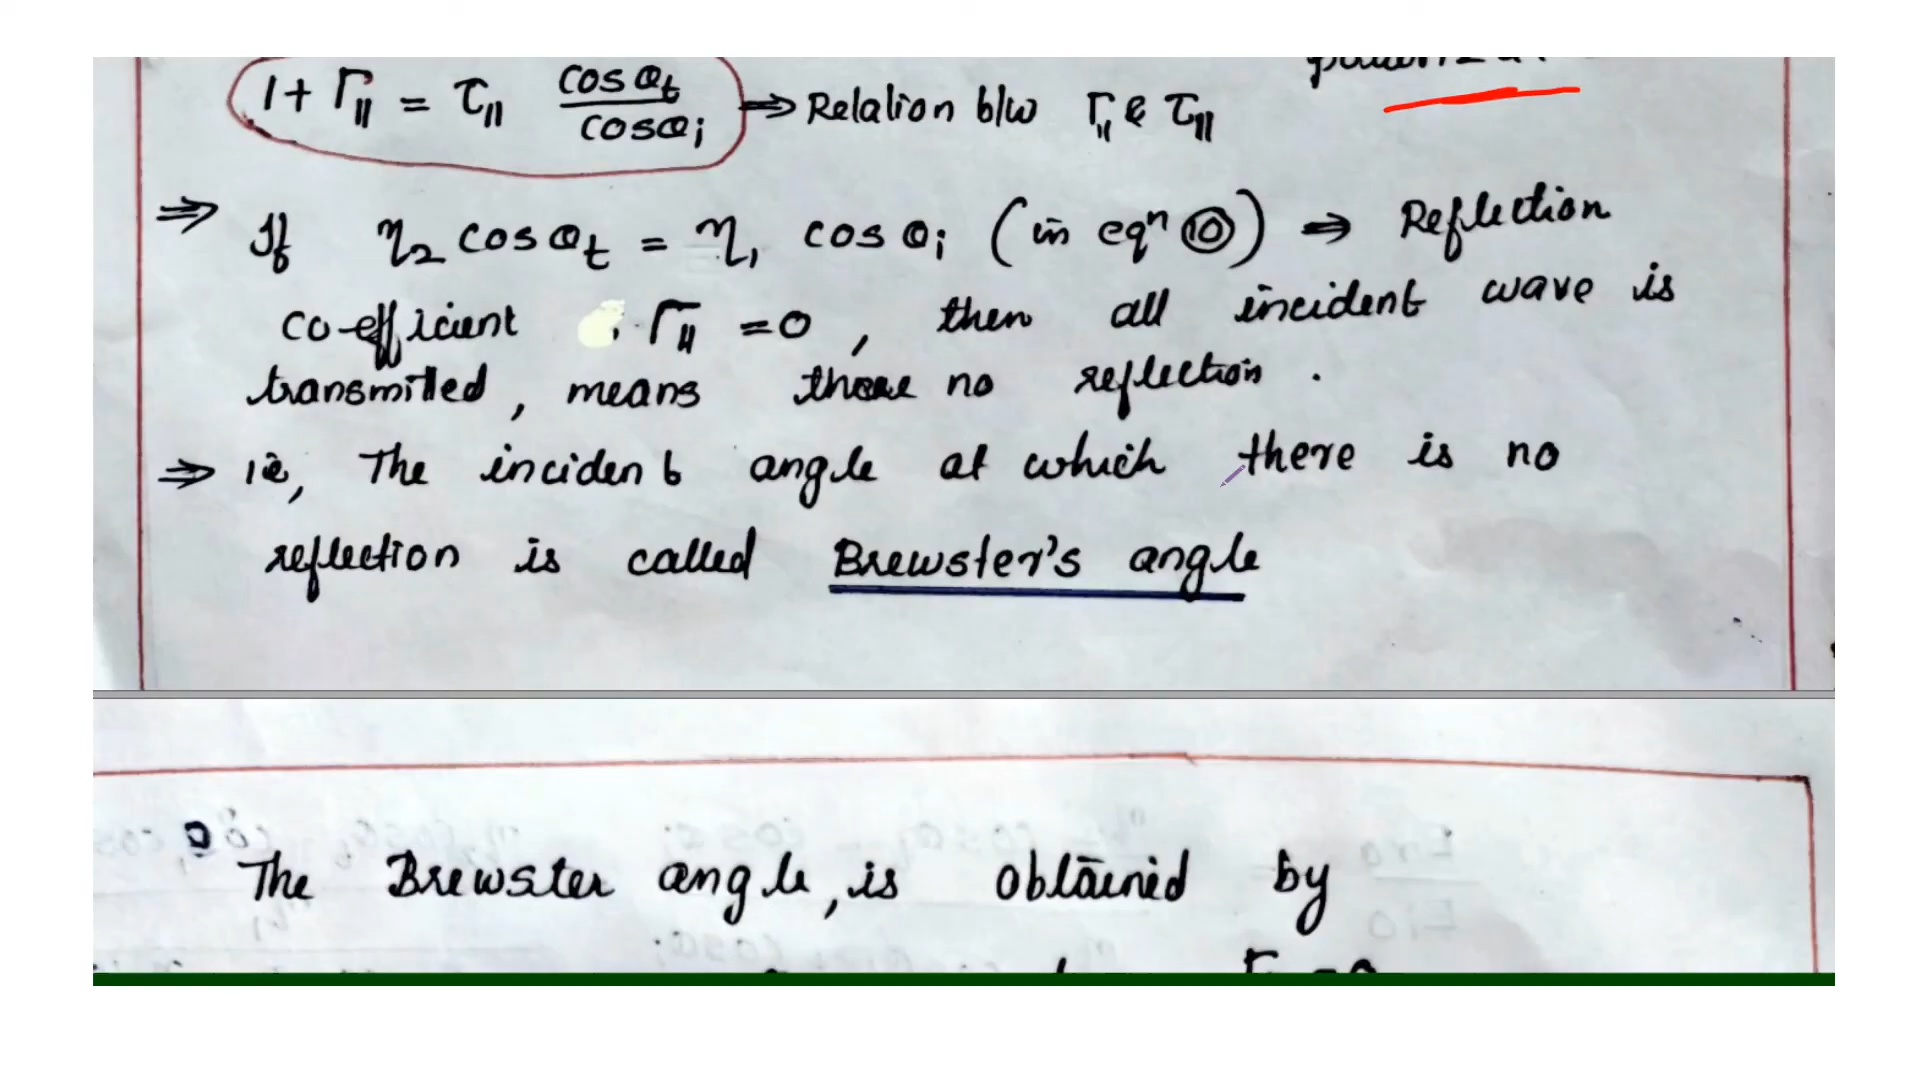 1 + Γ|| = τ|| cosθt / cosθi ⇒ Relation b/w Γ|| & τ||
⇒ If η2 cosθt = η1 cosθi (in eqn 10) ⇒ Reflection
co-efficient Γ|| = 0, then all incident wave is
transmitted, means there no reflection.
⇒ ie, The incident angle at which there is no
reflection is called Brewster's angle
The Brewster angle, is obtained by